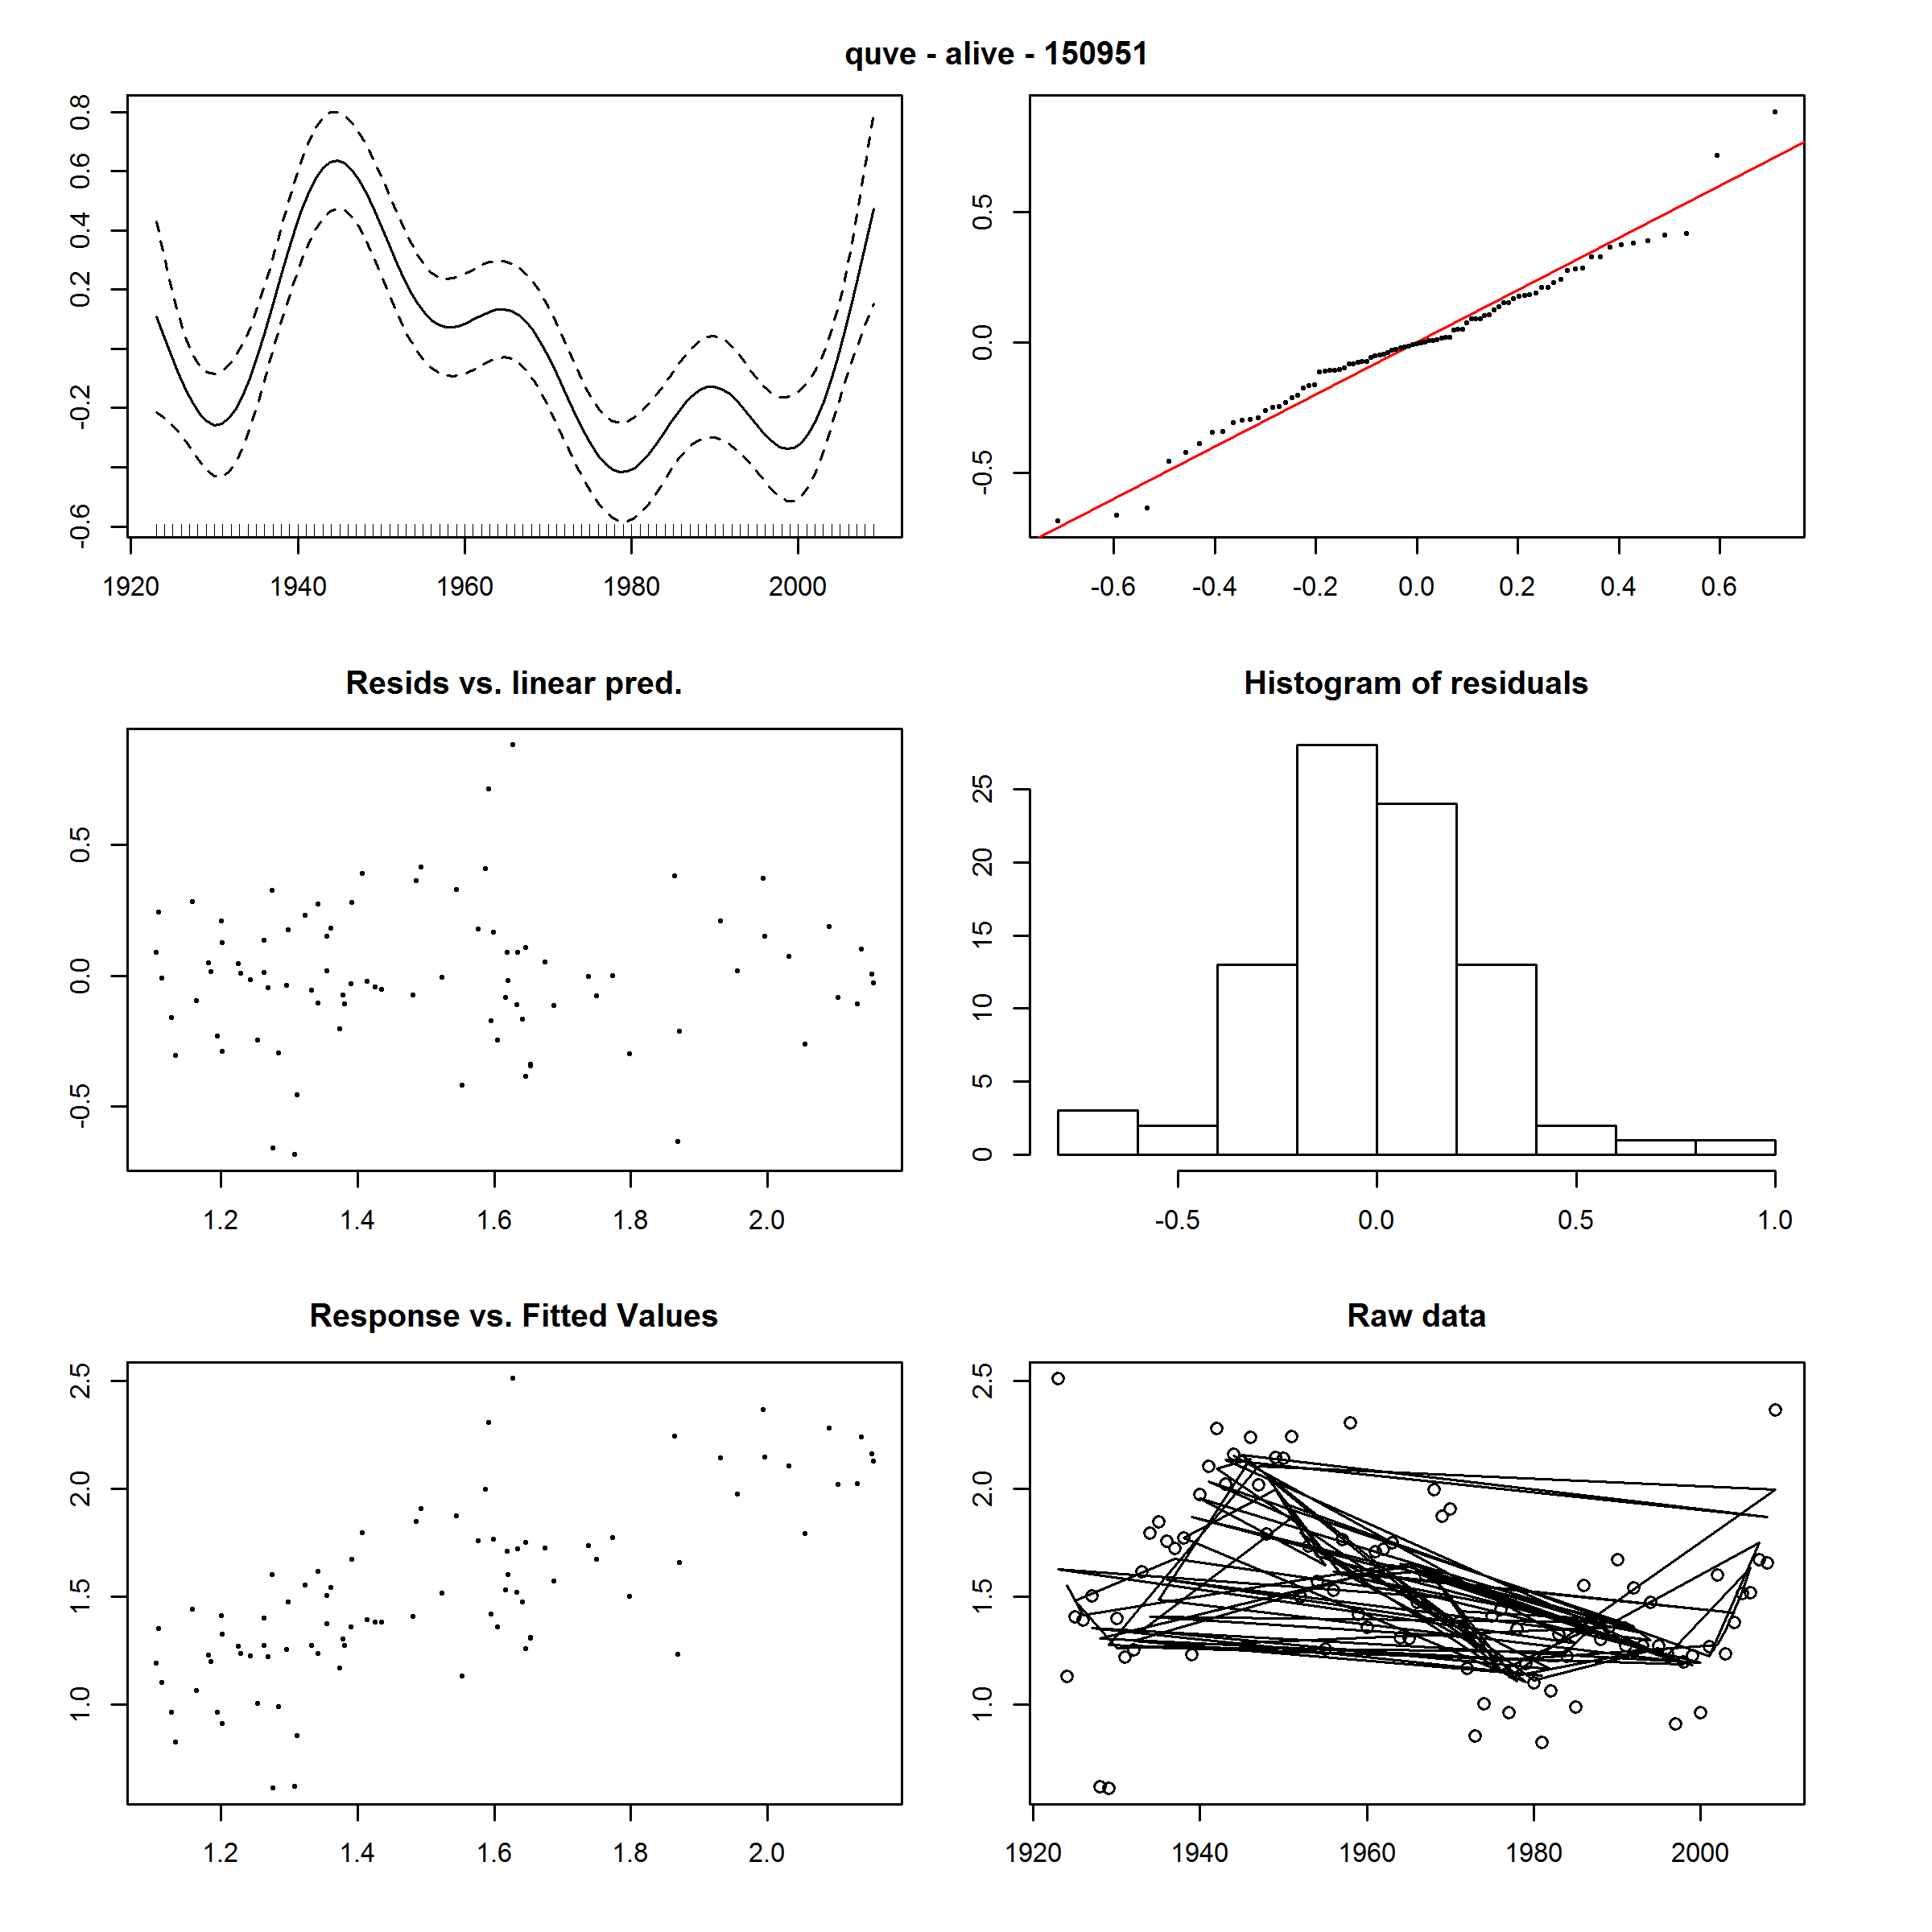 quve - alive - 150951
0.8
0.6
0.4
0.2
-0.2
-0.6
1920 1940 1960 1980 2000
0.5
0.0
-0.5
-0.6 -0.4 -0.2 0.0 0.2 0.4 0.6
Resids vs. linear pred.
0.5
0.0
-0.5
1.2 1.4 1.6 1.8 2.0
Histogram of residuals
25
20
15
10
5
0
-0.5 0.0 0.5 1.0
Response vs. Fitted Values
2.5
2.0
1.5
1.0
1.2 1.4 1.6 1.8 2.0
Raw data
2.5
2.0
1.5
1.0
1920 1940 1960 1980 2000